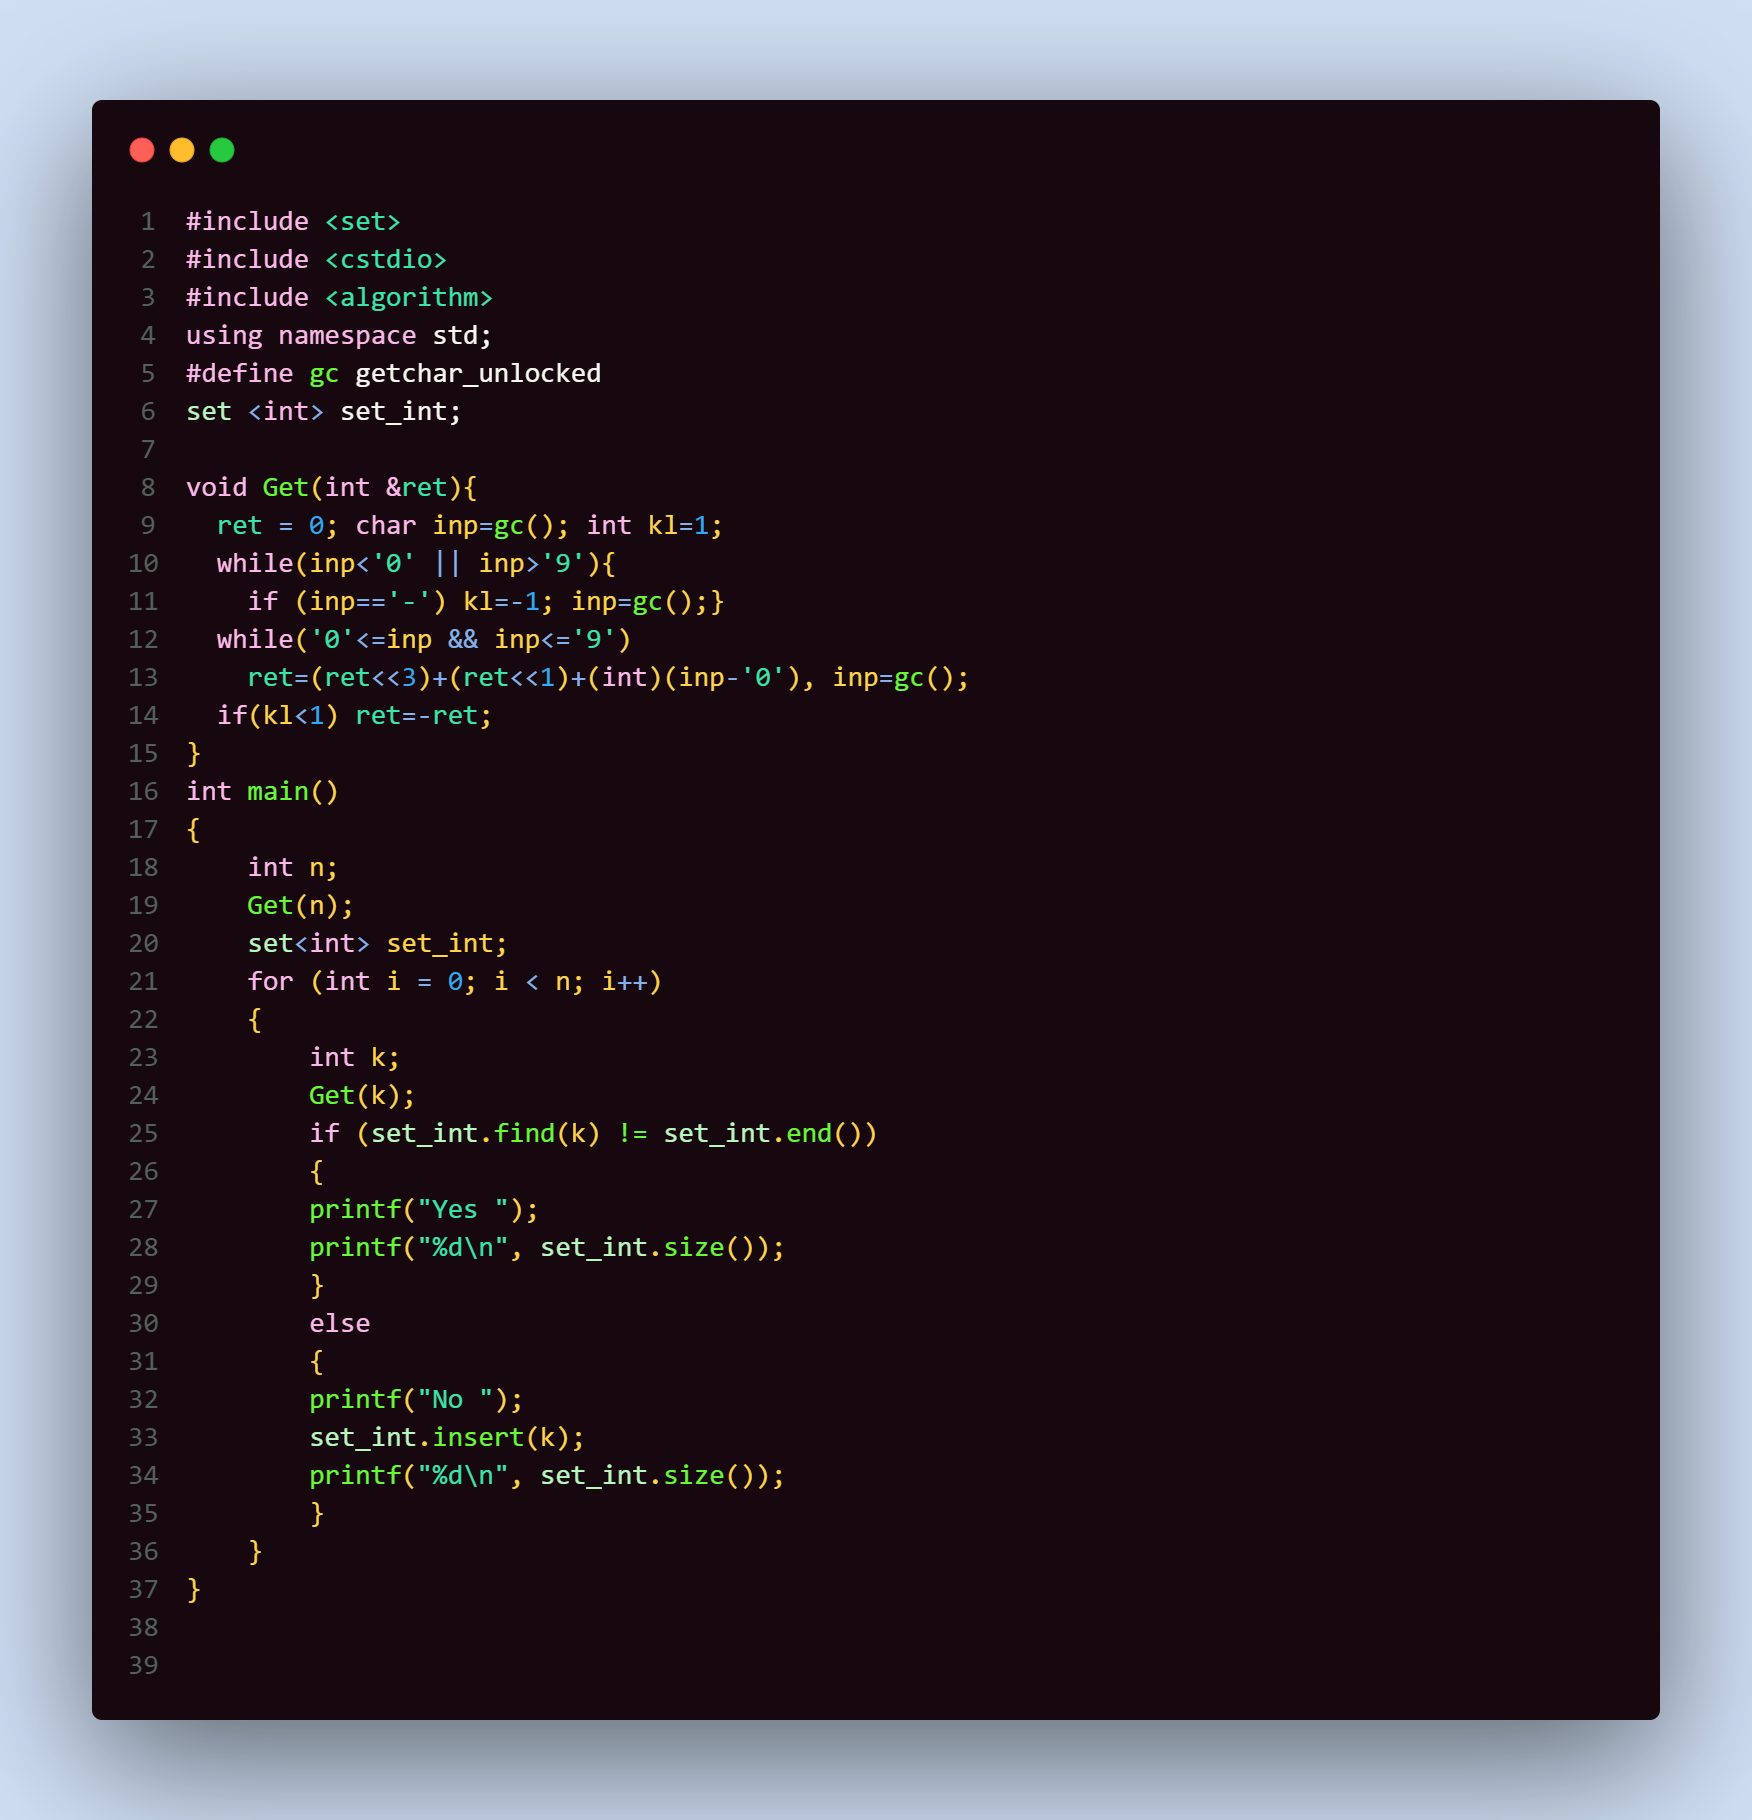 1 #include <set>
2 #include <cstdio>
3 #include <algorithm>
4 using namespace std;
5 #define gc getchar_unlocked
6 set <int> set_int;
7
8 void Get(int &ret){
9   ret = 0; char inp=gc(); int kl=1;
10   while(inp<'0' || inp>'9'){
11     if (inp=='-') kl=-1; inp=gc();}
12   while('0'<=inp && inp<='9')
13     ret=(ret<<3)+(ret<<1)+(int)(inp-'0'), inp=gc();
14   if(kl<1) ret=-ret;
15 }
16 int main()
17 {
18     int n;
19     Get(n);
20     set<int> set_int;
21     for (int i = 0; i < n; i++)
22     {
23         int k;
24         Get(k);
25         if (set_int.find(k) != set_int.end())
26         {
27         printf("Yes ");
28         printf("%d\n", set_int.size());
29         }
30         else
31         {
32         printf("No ");
33         set_int.insert(k);
34         printf("%d\n", set_int.size());
35         }
36     }
37 }
38
39